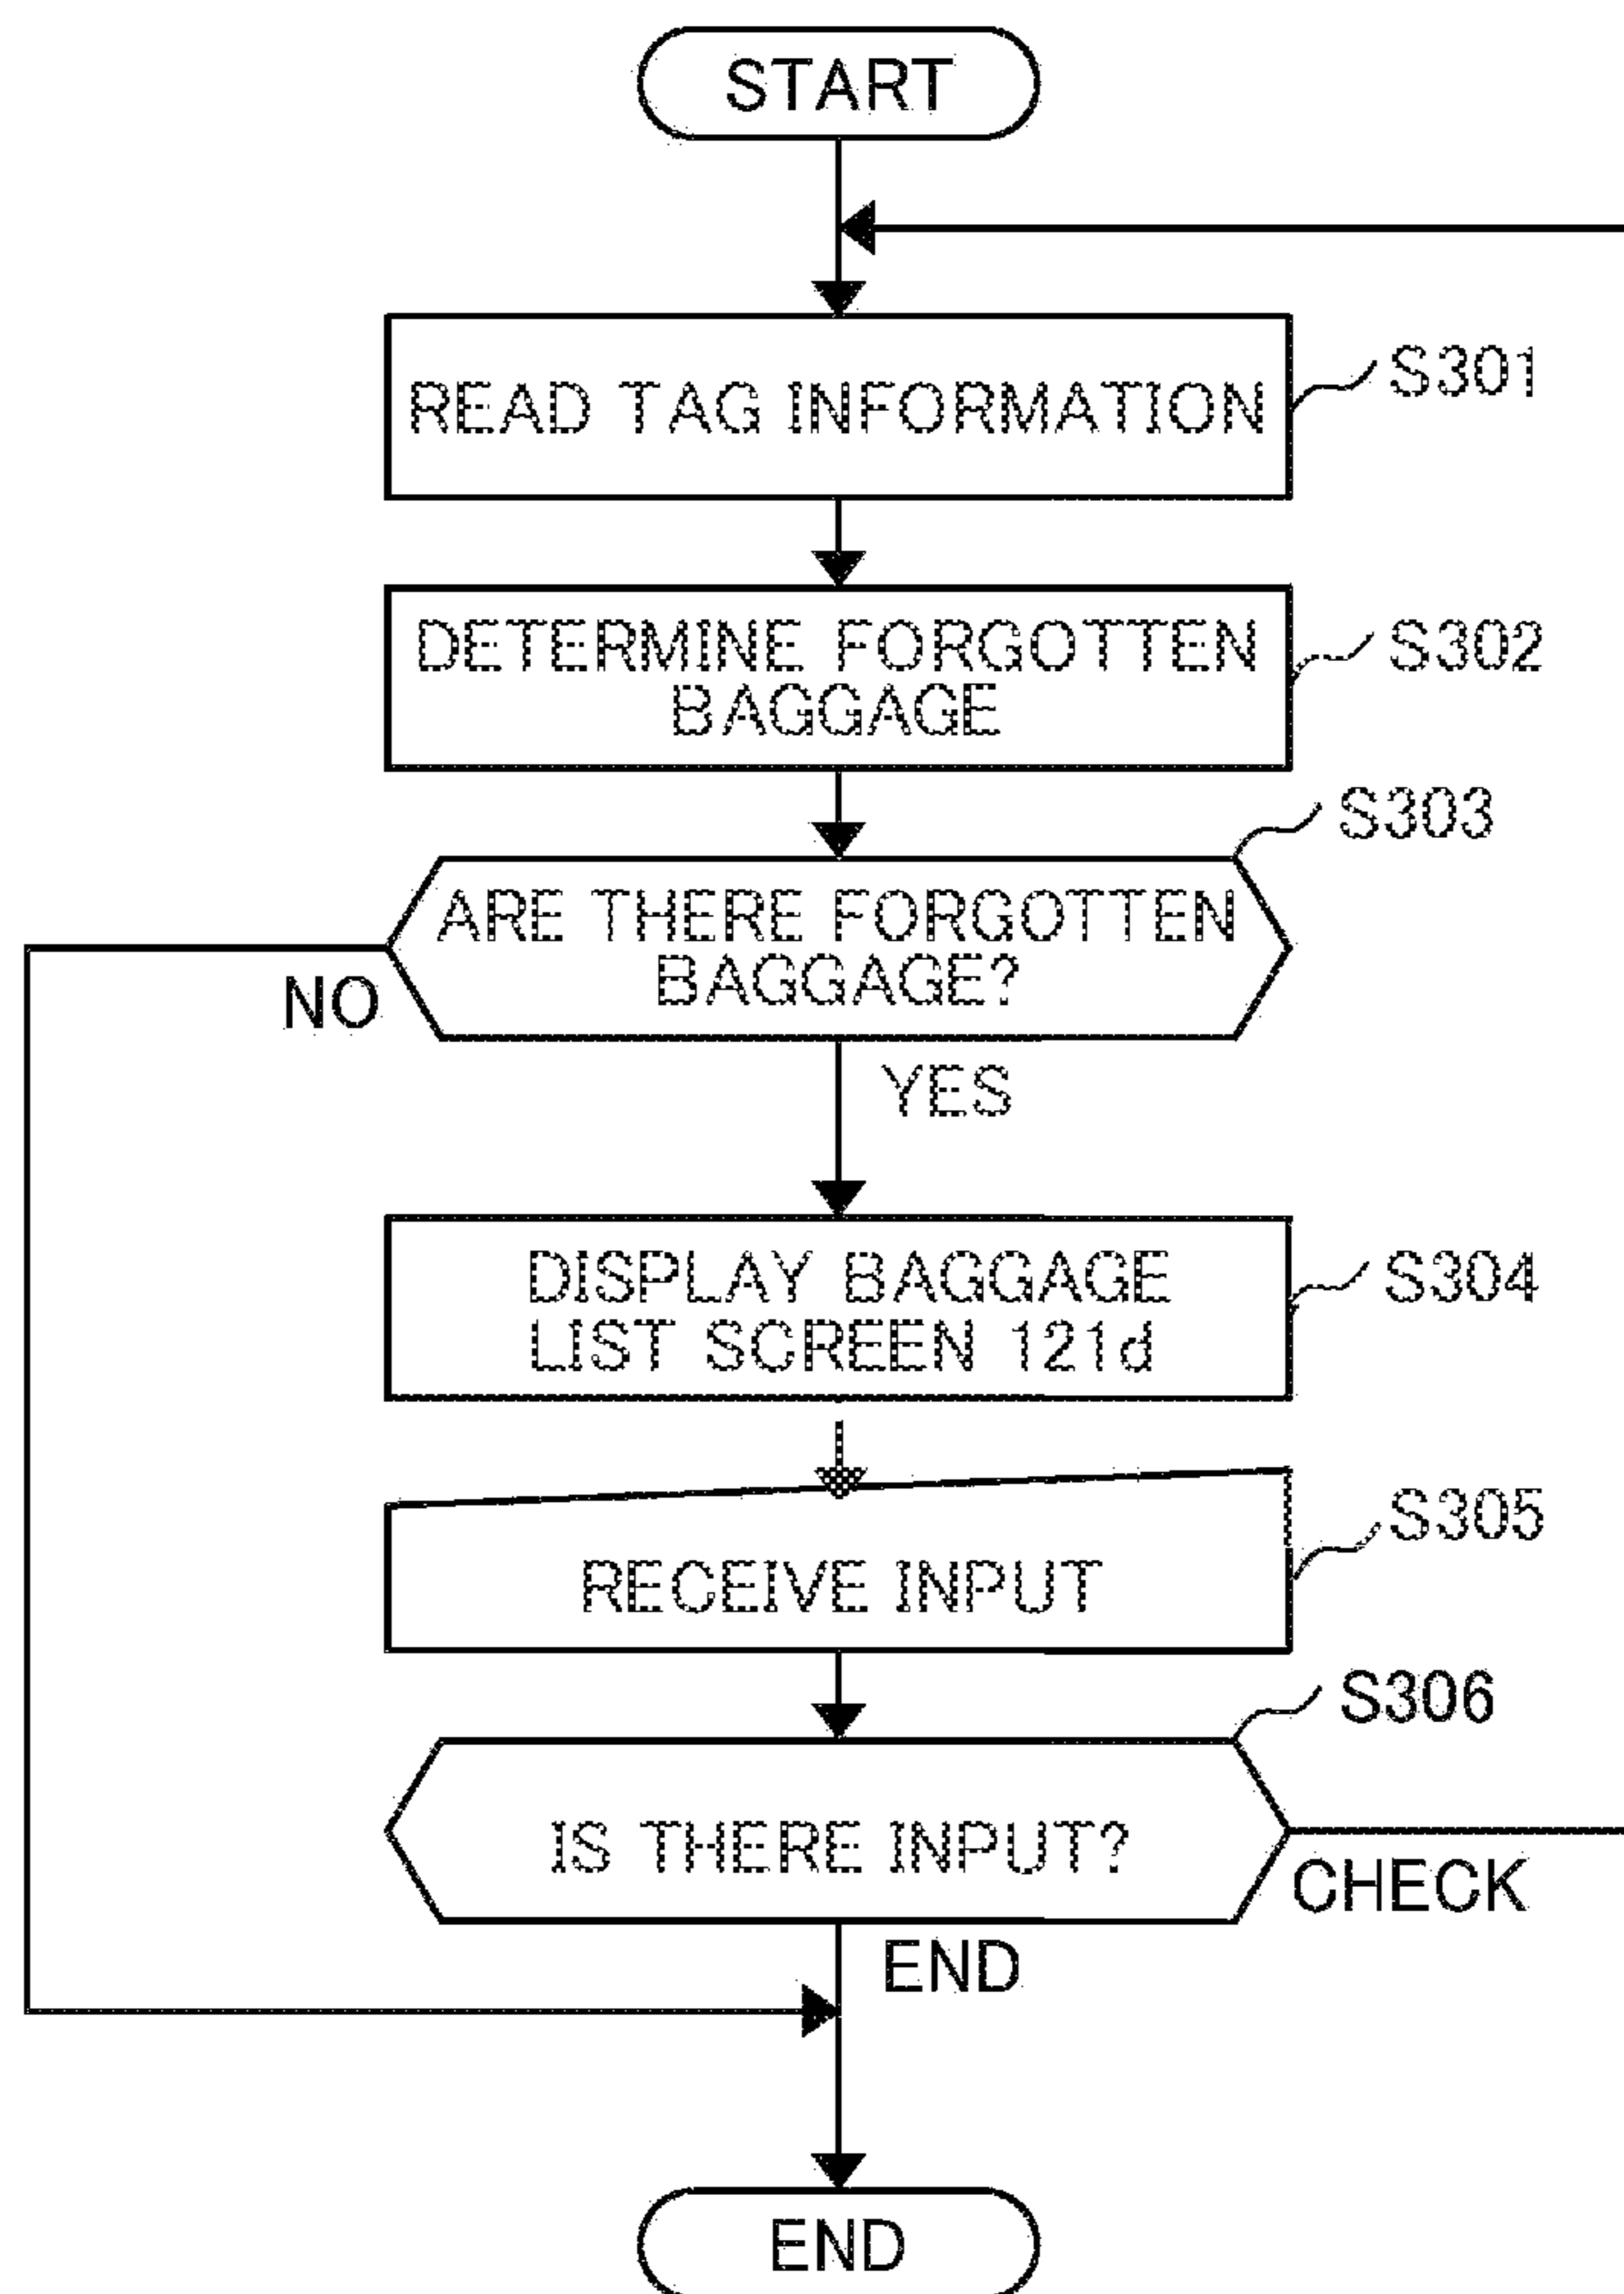 START
READ TAG INFORMATION
S301
DETERMINE FORGOTTEN
BAGGAGE
S302
S303
ARE THERE FORGOTTEN
BAGGAGE?
NO
YES
DISPLAY BAGGAGE
LIST SCREEN 121d
S304
S305
RECEIVE INPUT
S306
IS THERE INPUT?
CHECK
END
END